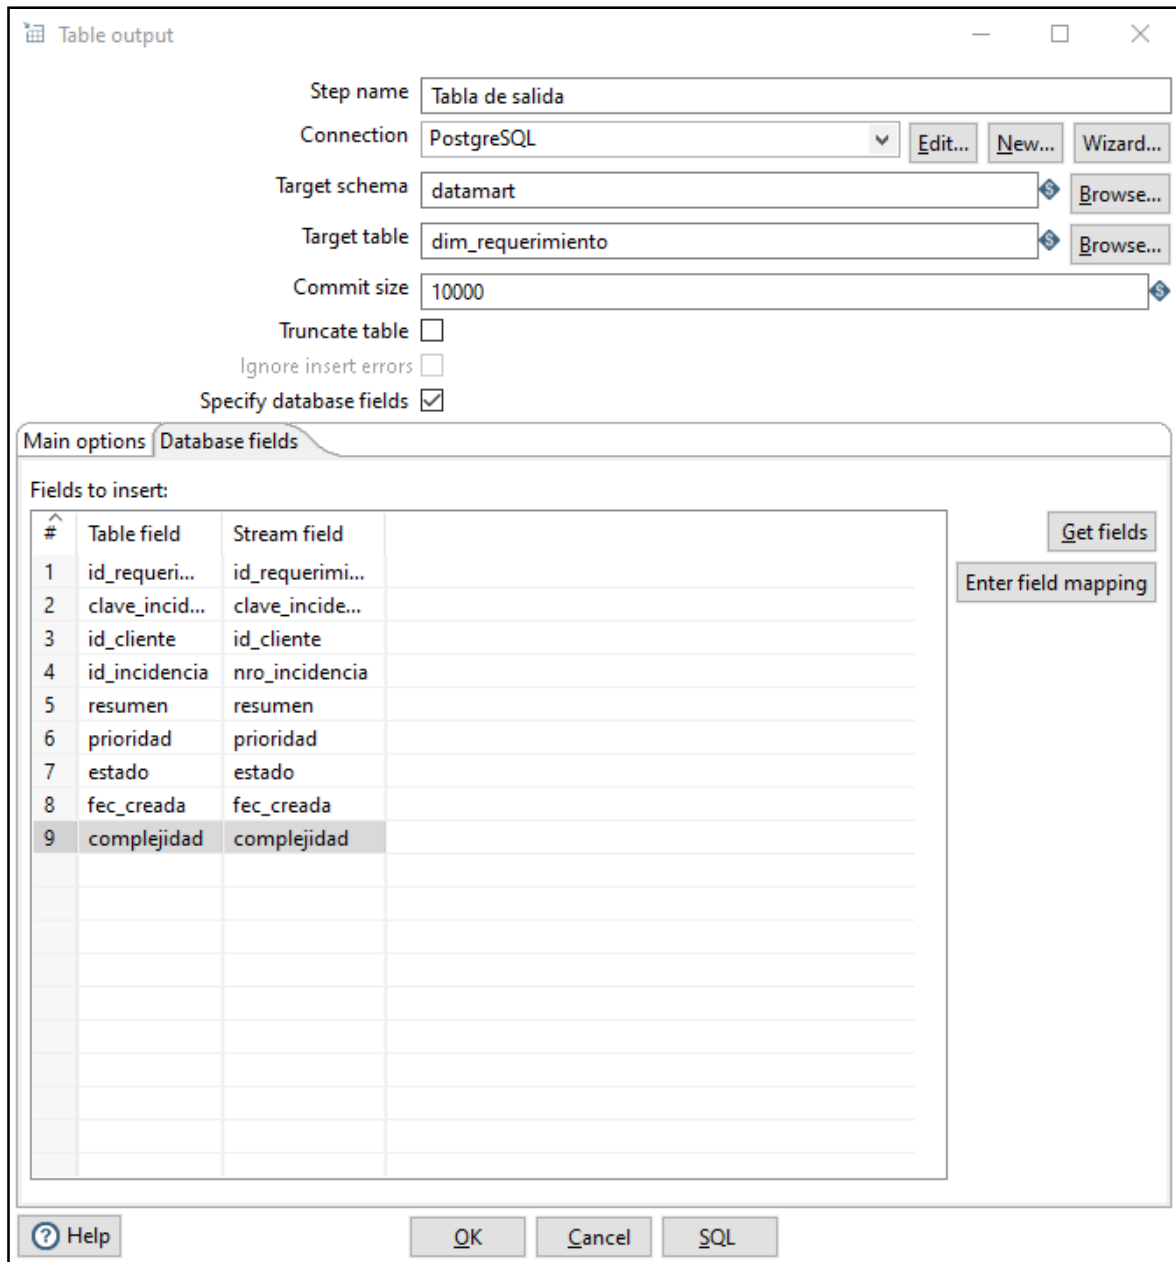 Table output
Step name Tabla de salida
Connection PostgreSQL Edit... New... Wizard...
Target schema datamart Browse...
Target table dim_requerimiento Browse...
Commit size 10000
Truncate table
Ignore insert errors
Specify database fields
Main options Database fields
Fields to insert:
# Table field Stream field Get fields
1 id_requeri... id_requerimi... Enter field mapping
2 clave_incid... clave_incide...
3 id_cliente id_cliente
4 id_incidencia nro_incidencia
5 resumen resumen
6 prioridad prioridad
7 estado estado
8 fec_creada fec_creada
9 complejidad complejidad
? Help OK Cancel SQL